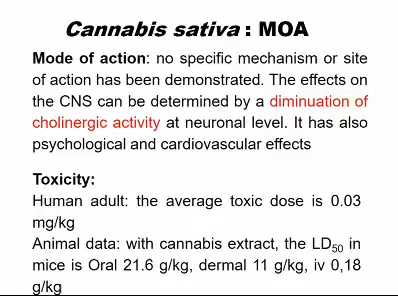 Cannabis sativa : MOA
Mode of action: no specific mechanism or site
of action has been demonstrated. The effects on
the CNS can be determined by a diminuation of
cholinergic activity at neuronal level. It has also
psychological and cardiovascular effects
Toxicity:
Human adult: the average toxic dose is 0.03
mg/kg
Animal data: with cannabis extract, the LD50 in
mice is Oral 21.6 g/kg, dermal 11 g/kg, iv 0,18
g/kg